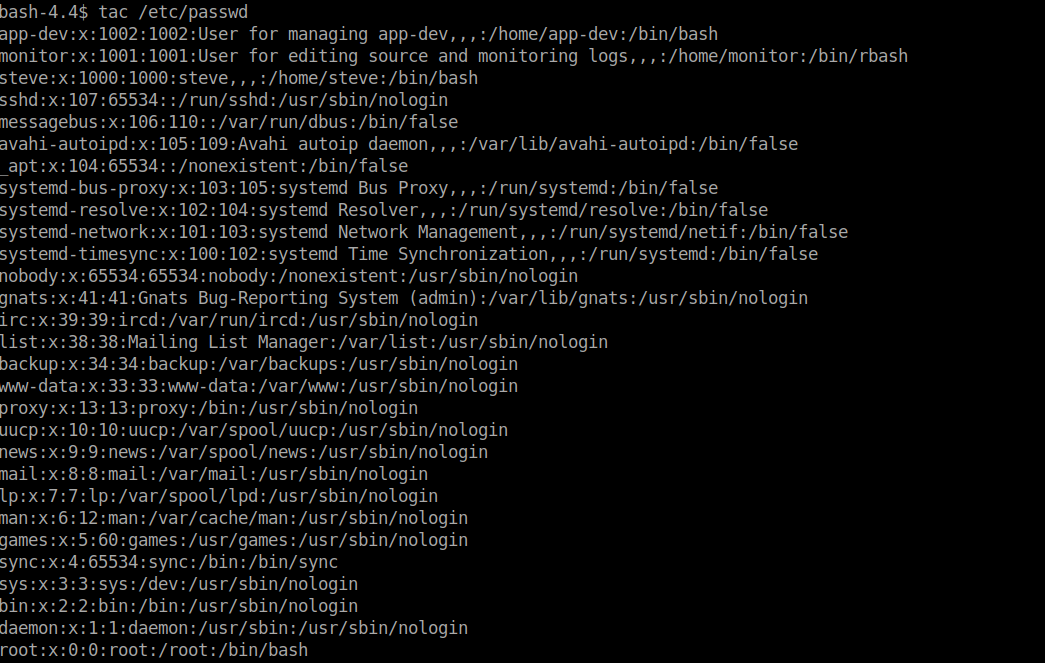 bash-4.4$ tac /etc/passwd
app-dev:x:1002:1002:User for managing app-dev,,,:/home/app-dev:/bin/bash
monitor:x:1001:1001:User for editing source and monitoring logs,,,:/home/monitor:/bin/rbash
steve:x:1000:1000:steve,,,:/home/steve:/bin/bash
sshd:x:107:65534::/run/sshd:/usr/sbin/nologin
messagebus:x:106:110::/var/run/dbus:/bin/false
avahi-autoipd:x:105:109:Avahi autoip daemon,,,:/var/lib/avahi-autoipd:/bin/false
_apt:x:104:65534::/nonexistent:/bin/false
systemd-bus-proxy:x:103:105:systemd Bus Proxy,,,:/run/systemd:/bin/false
systemd-resolve:x:102:104:systemd Resolver,,,:/run/systemd/resolve:/bin/false
systemd-network:x:101:103:systemd Network Management,,,:/run/systemd/netif:/bin/false
systemd-timesync:x:100:102:systemd Time Synchronization,,,:/run/systemd:/bin/false
nobody:x:65534:65534:nobody:/nonexistent:/usr/sbin/nologin
gnats:x:41:41:Gnats Bug-Reporting System (admin):/var/lib/gnats:/usr/sbin/nologin
irc:x:39:39:ircd:/var/run/ircd:/usr/sbin/nologin
list:x:38:38:Mailing List Manager:/var/list:/usr/sbin/nologin
backup:x:34:34:backup:/var/backups:/usr/sbin/nologin
www-data:x:33:33:www-data:/var/www:/usr/sbin/nologin
proxy:x:13:13:proxy:/bin:/usr/sbin/nologin
uucp:x:10:10:uucp:/var/spool/uucp:/usr/sbin/nologin
news:x:9:9:news:/var/spool/news:/usr/sbin/nologin
mail:x:8:8:mail:/var/mail:/usr/sbin/nologin
lp:x:7:7:lp:/var/spool/lpd:/usr/sbin/nologin
man:x:6:12:man:/var/cache/man:/usr/sbin/nologin
games:x:5:60:games:/usr/games:/usr/sbin/nologin
sync:x:4:65534:sync:/bin:/bin/sync
sys:x:3:3:sys:/dev:/usr/sbin/nologin
bin:x:2:2:bin:/bin:/usr/sbin/nologin
daemon:x:1:1:daemon:/usr/sbin:/usr/sbin/nologin
root:x:0:0:root:/root:/bin/bash